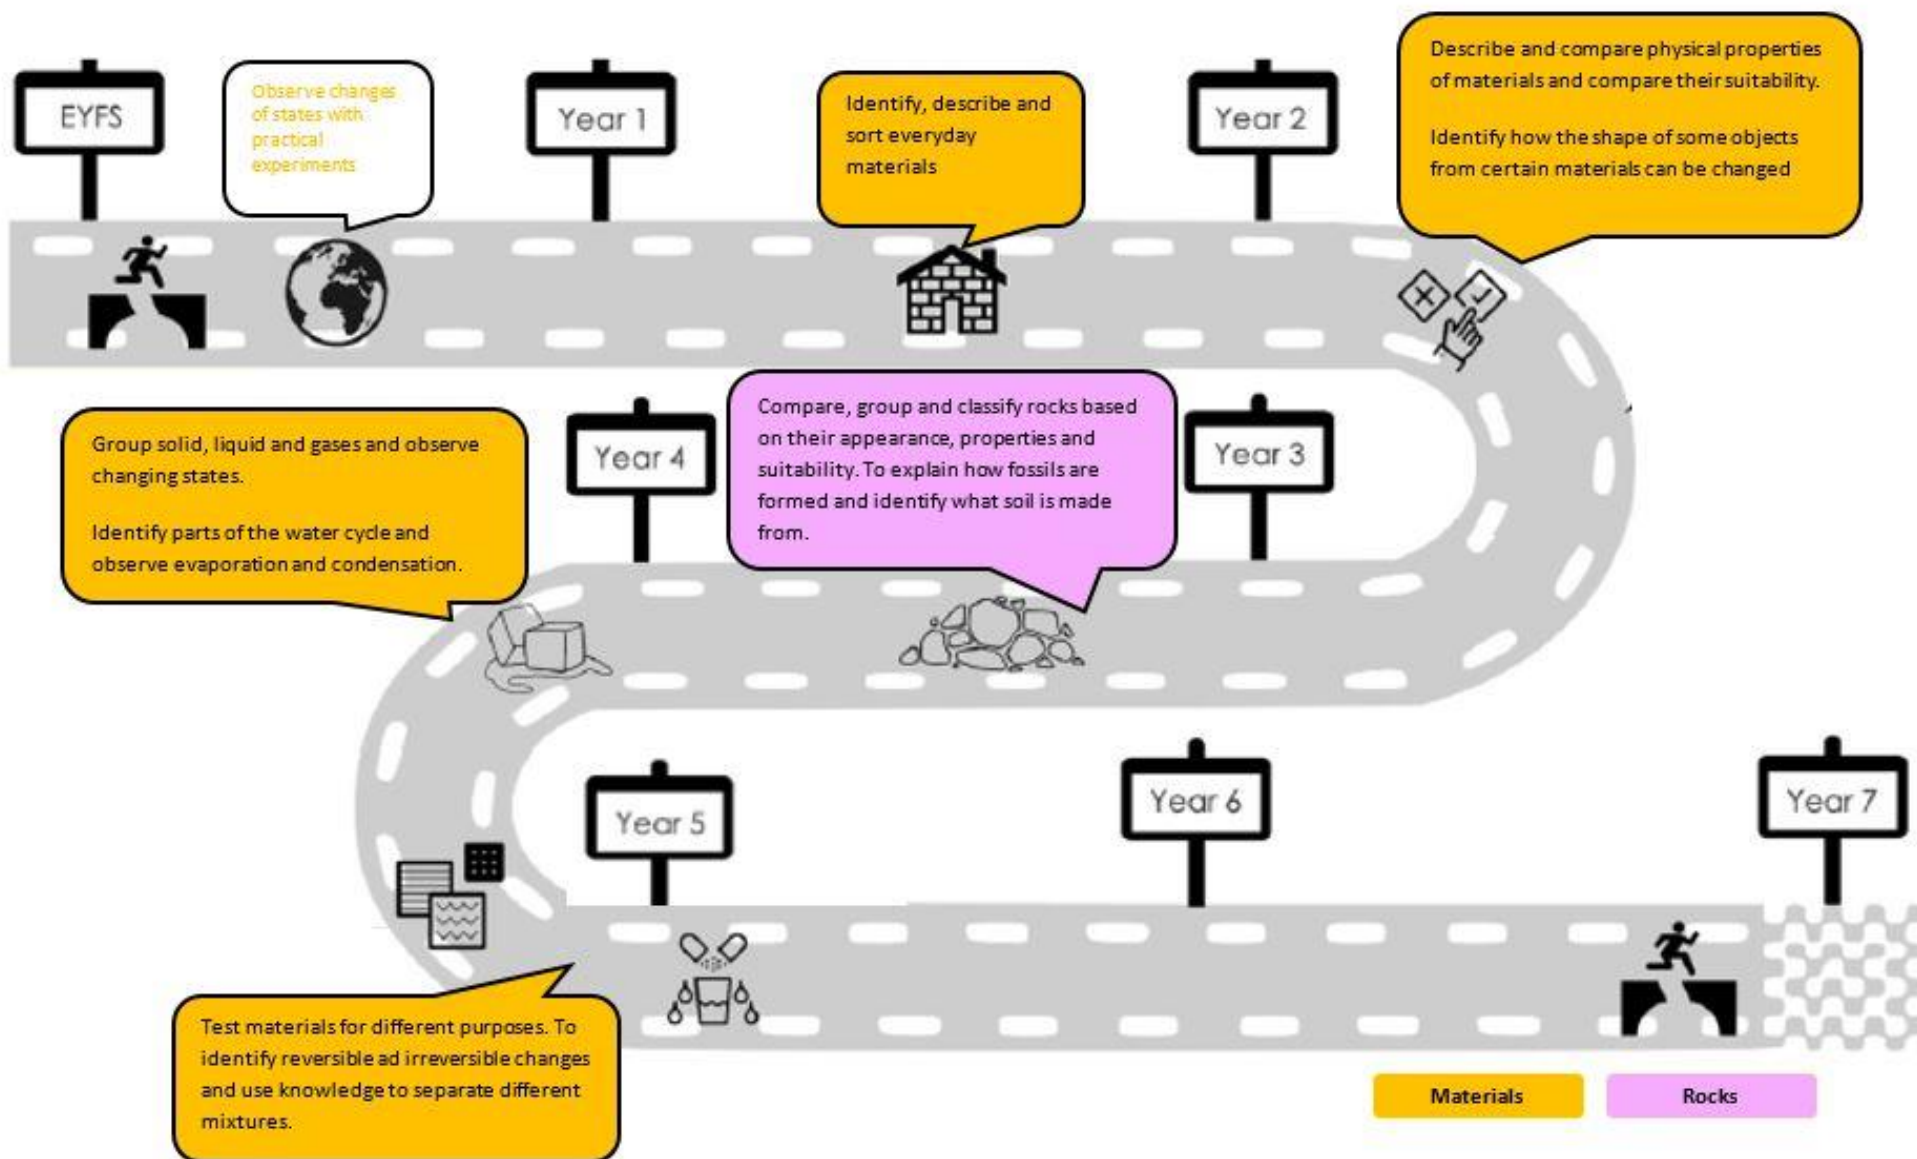 EYFS
Observe changes
of states with
practical
experiments
Year 1
Identify, describe and
sort everyday
materials
Year 2
Describe and compare physical properties
of materials and compare their suitability.
Identify how the shape of some objects
from certain materials can be changed
Year 3
Compare, group and classify rocks based
on their appearance, properties and
suitability. To explain how fossils are
formed and identify what soil is made
from.
Year 4
Group solid, liquid and gases and observe
changing states.
Identify parts of the water cycle and
observe evaporation and condensation.
Year 5
Test materials for different purposes. To
identify reversible ad irreversible changes
and use knowledge to separate different
mixtures.
Year 6
Year 7
Materials
Rocks